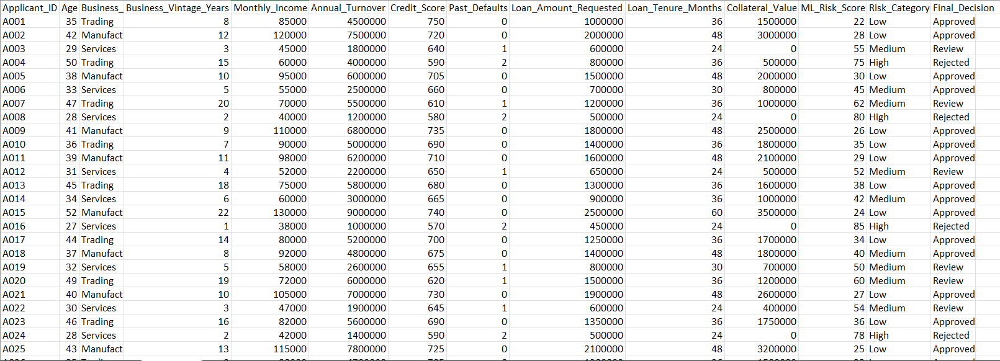 Applicant_ID Age Business_ Business_Vintage_Years Monthly_Income Annual_Turnover Credit_Score Past_Defaults Loan_Amount_Requested Loan_Tenure_Months Collateral_Value ML_Risk_Score Risk_Category Final_Decision
A001 35 Trading 8 85000 4500000 750 0 1000000 36 1500000 22 Low Approved
A002 42 Manufact 12 120000 7500000 720 0 2000000 48 3000000 28 Low Approved
A003 29 Services 3 45000 1800000 640 1 600000 24 0 55 Medium Review
A004 50 Trading 15 60000 4000000 590 2 800000 36 500000 75 High Rejected
A005 38 Manufact 10 95000 6000000 705 0 1500000 48 2000000 30 Low Approved
A006 33 Services 5 55000 2500000 660 0 700000 30 800000 45 Medium Approved
A007 47 Trading 20 70000 5500000 610 1 1200000 36 1000000 62 Medium Review
A008 28 Services 2 40000 1200000 580 2 500000 24 0 80 High Rejected
A009 41 Manufact 9 110000 6800000 735 0 1800000 48 2500000 26 Low Approved
A010 36 Trading 7 90000 5000000 690 0 1400000 36 1800000 35 Low Approved
A011 39 Manufact 11 98000 6200000 710 0 1600000 48 2100000 29 Low Approved
A012 31 Services 4 52000 2200000 650 1 650000 24 500000 52 Medium Review
A013 45 Trading 18 75000 5800000 680 0 1300000 36 1600000 38 Low Approved
A014 34 Services 6 60000 3000000 665 0 900000 36 1000000 42 Medium Approved
A015 52 Manufact 22 130000 9000000 740 0 2500000 60 3500000 24 Low Approved
A016 27 Services 1 38000 1000000 570 2 450000 24 0 85 High Rejected
A017 44 Trading 14 80000 5200000 700 0 1250000 36 1700000 34 Low Approved
A018 37 Manufact 8 92000 4800000 675 0 1400000 48 1800000 40 Medium Approved
A019 32 Services 5 58000 2600000 655 1 800000 30 700000 50 Medium Review
A020 49 Trading 19 72000 6000000 620 1 1500000 36 1200000 60 Medium Review
A021 40 Manufact 10 105000 7000000 730 0 1900000 48 2600000 27 Low Approved
A022 30 Services 3 47000 1900000 645 1 600000 24 400000 54 Medium Review
A023 46 Trading 16 82000 5600000 690 0 1350000 36 1750000 36 Low Approved
A024 28 Services 2 42000 1400000 590 2 500000 24 0 78 High Rejected
A025 43 Manufact 13 115000 7800000 725 0 2100000 48 3200000 25 Low Approved